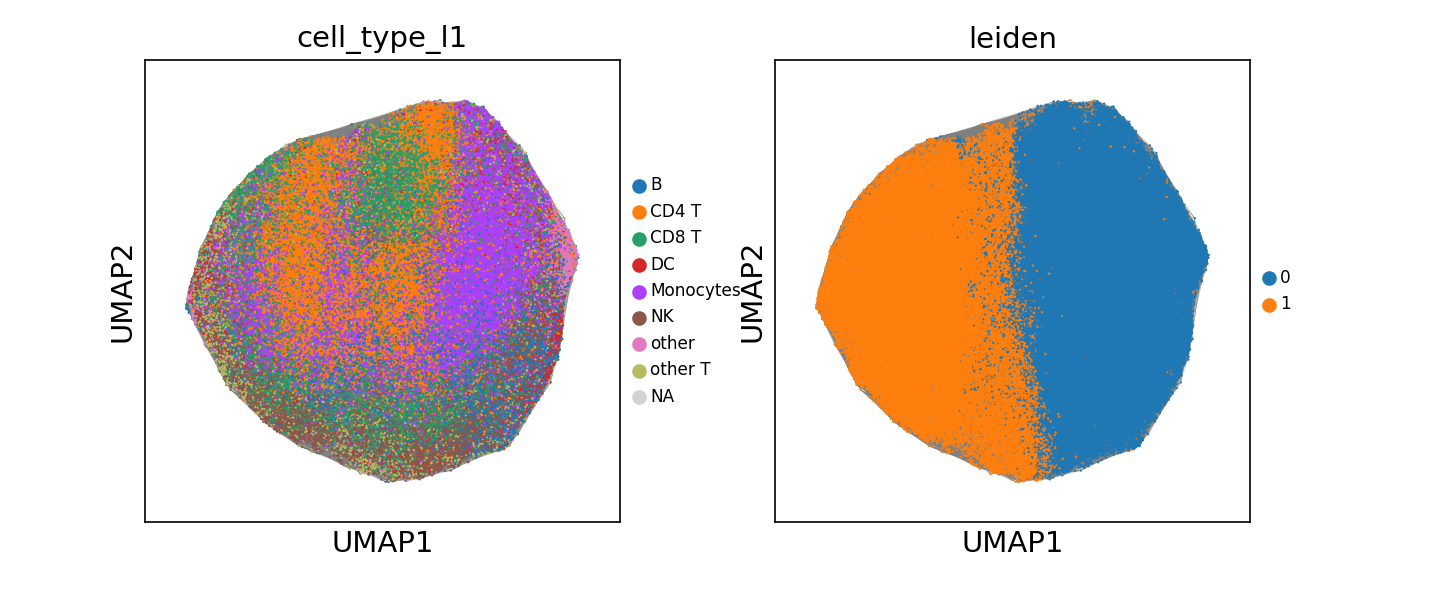 cell_type_l1
UMAP2
UMAP1
B
CD4 T
CD8 T
DC
Monocytes
NK
other
other T
NA
leiden
UMAP2
UMAP1
0
1